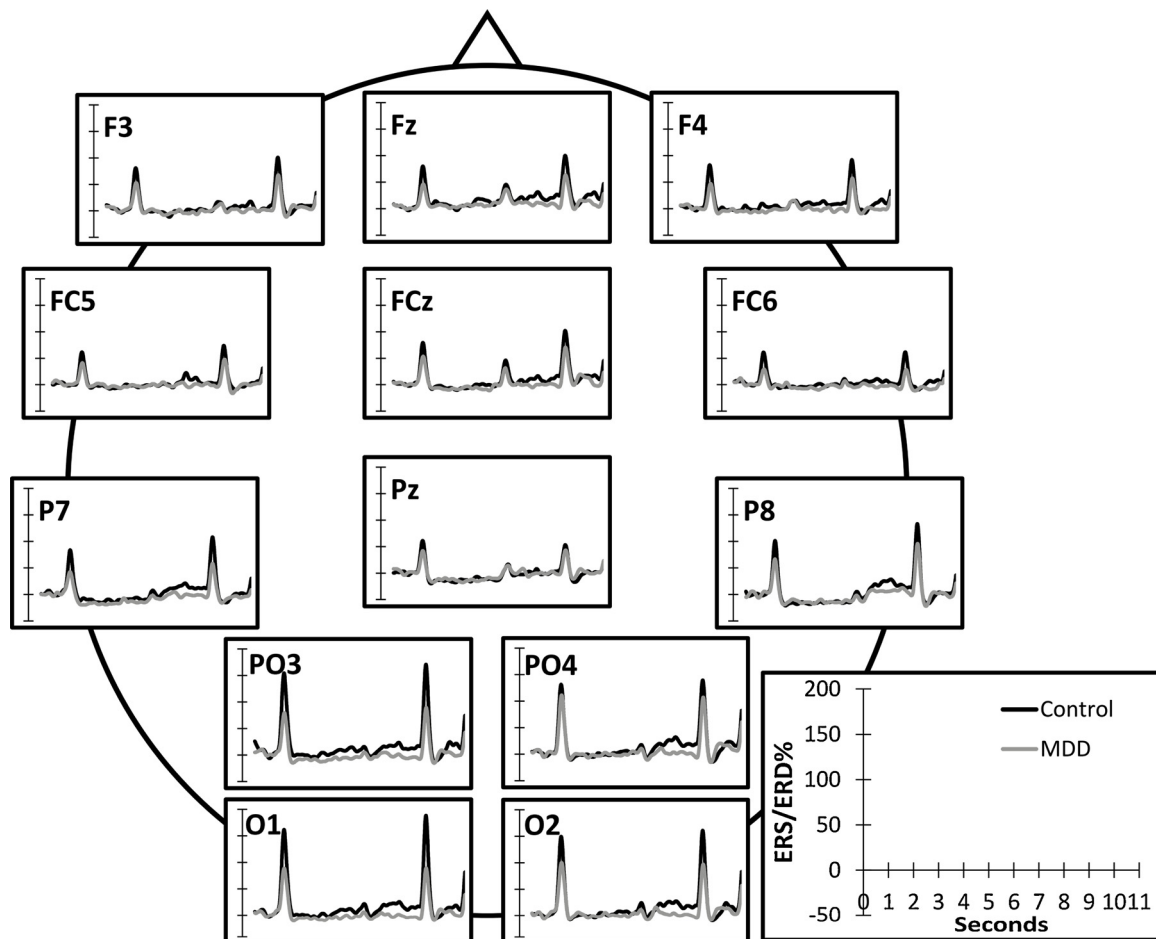 F3
Fz
F4
FC5
FCz
FC6
P7
Pz
P8
PO3
PO4
O1
O2
ERS/ERD%
200
150
100
50
0
-50
Control
MDD
0 1 2 3 4 5 6 7 8 9 10 11
Seconds